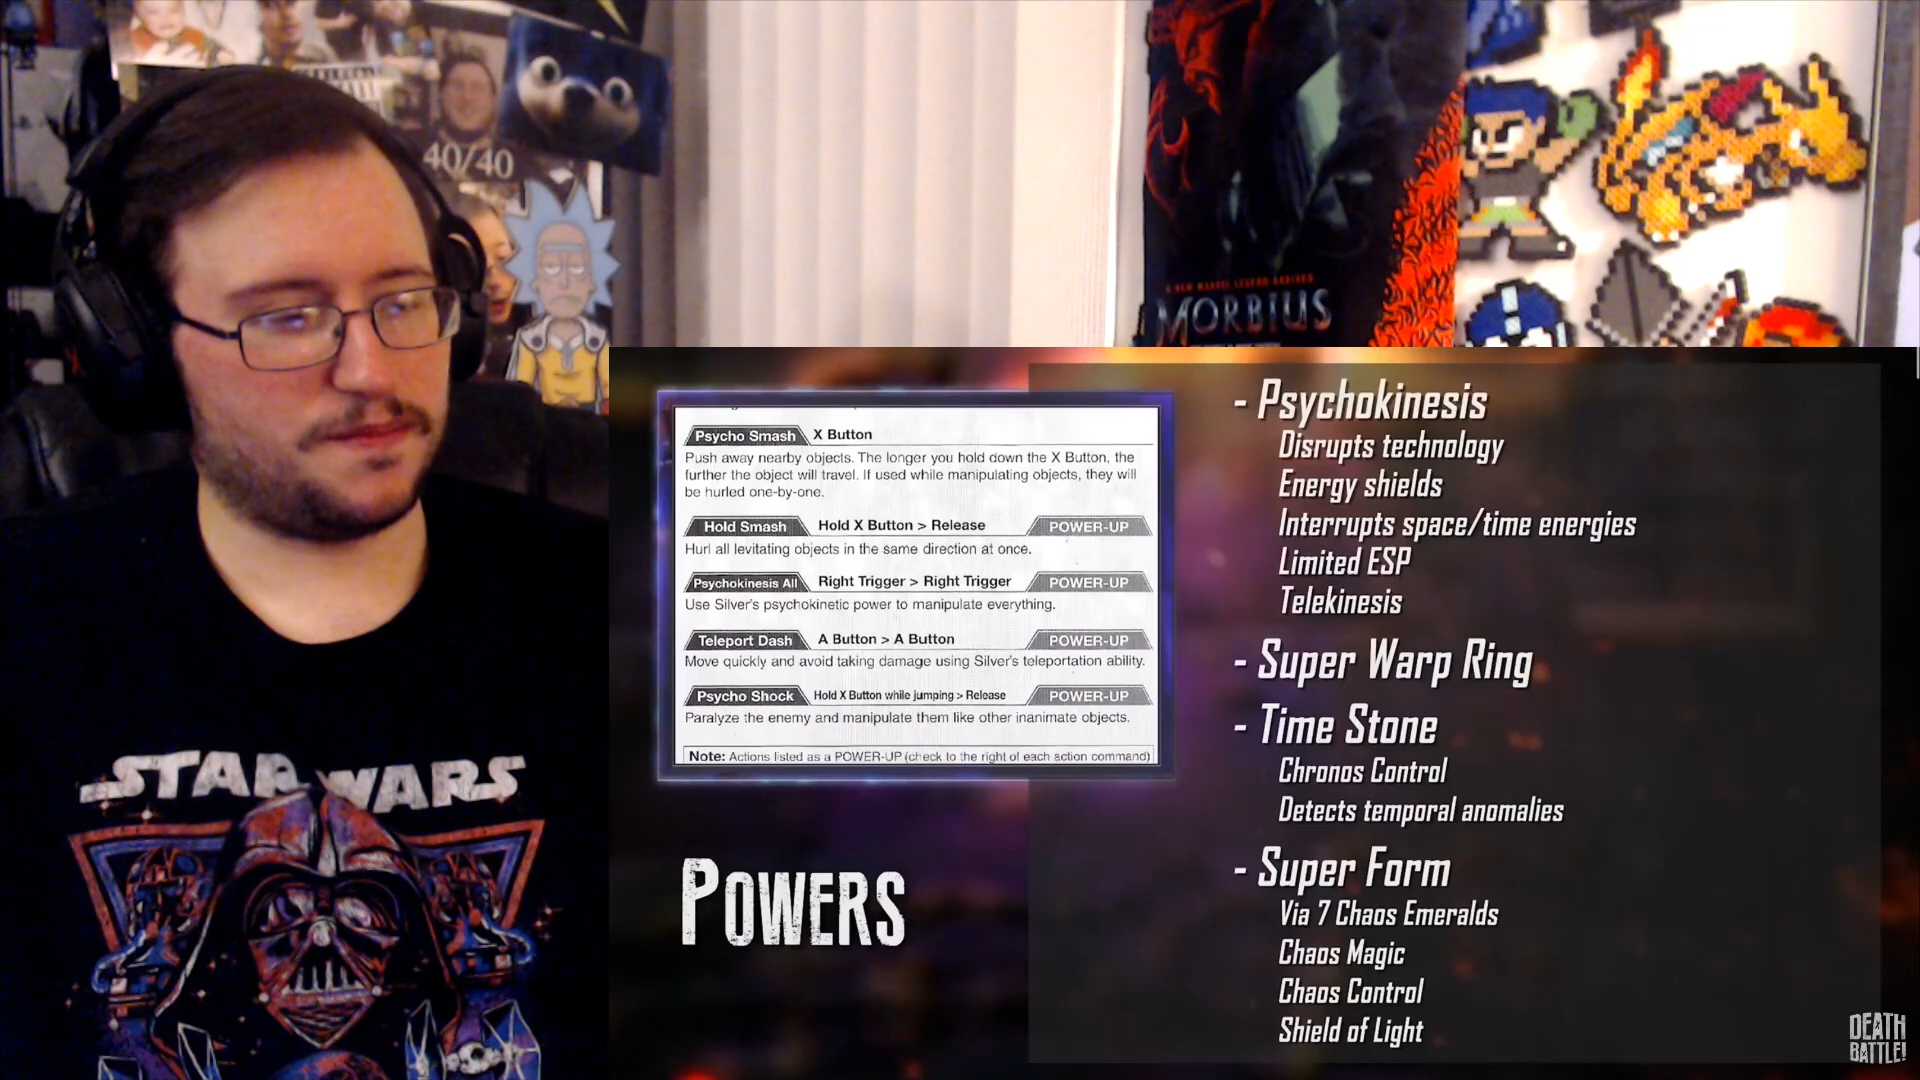 40/40
A NEW MARVEL LEGEND ARRIVES
MORBIUS
STAR WARS
Psycho Smash X Button
Push away nearby objects. The longer you hold down the X Button, the
further the object will travel. If used while manipulating objects, they will
be hurled one-by-one.
Hold Smash Hold X Button > Release POWER-UP
Hurl all levitating objects in the same direction at once.
Psychokinesis All Right Trigger > Right Trigger POWER-UP
Use Silver's psychokinetic power to manipulate everything.
Teleport Dash A Button > A Button POWER-UP
Move quickly and avoid taking damage using Silver's teleportation ability.
Psycho Shock Hold X Button while jumping > Release POWER-UP
Paralyze the enemy and manipulate them like other inanimate objects.
Note: Actions listed as a POWER-UP (check to the right of each action command)
POWERS
- Psychokinesis
Disrupts technology
Energy shields
Interrupts space/time energies
Limited ESP
Telekinesis
- Super Warp Ring
- Time Stone
Chronos Control
Detects temporal anomalies
- Super Form
Via 7 Chaos Emeralds
Chaos Magic
Chaos Control
Shield of Light
DEATH
BATTLE!